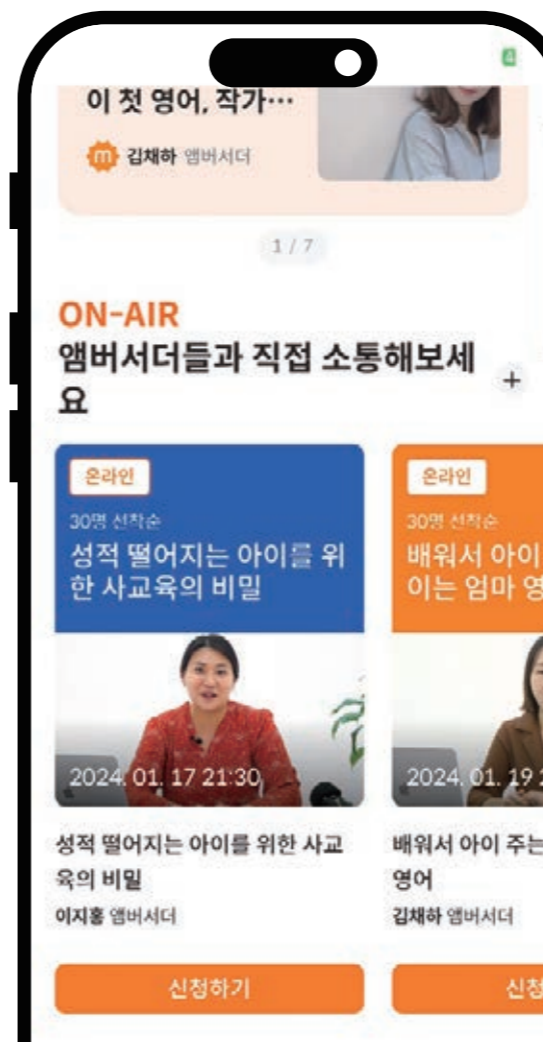 이 첫 영어, 작가…
m 김채하 앰버서더
1 / 7
ON-AIR
앰버서더들과 직접 소통해보세
요
+
온라인
30명 선착순
성적 떨어지는 아이를 위
한 사교육의 비밀
2024. 01. 17 21:30
성적 떨어지는 아이를 위한 사교
육의 비밀
이지홍 앰버서더
신청하기
온라인
30명 선착순
배워서 아이
이는 엄마 영
2024. 01. 19
배워서 아이 주는
영어
김채하 앰버서더
신청